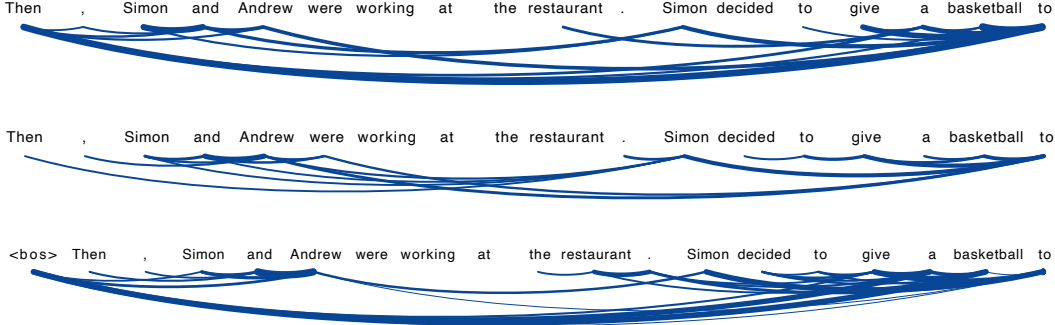 Then , Simon and Andrew were working at the restaurant . Simon decided to give a basketball to
Then , Simon and Andrew were working at the restaurant . Simon decided to give a basketball to
<bos> Then , Simon and Andrew were working at the restaurant . Simon decided to give a basketball to